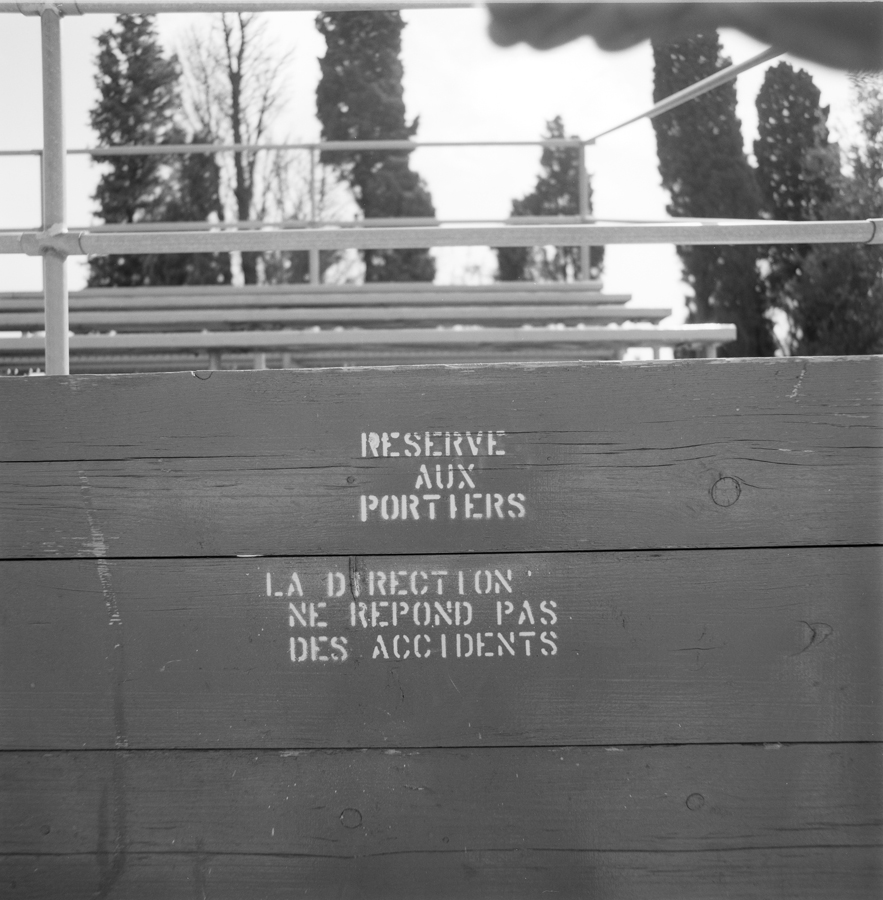 RESERVE
AUX
PORTIERS
LA DIRECTION
NE REPOND PAS
DES ACCIDENTS